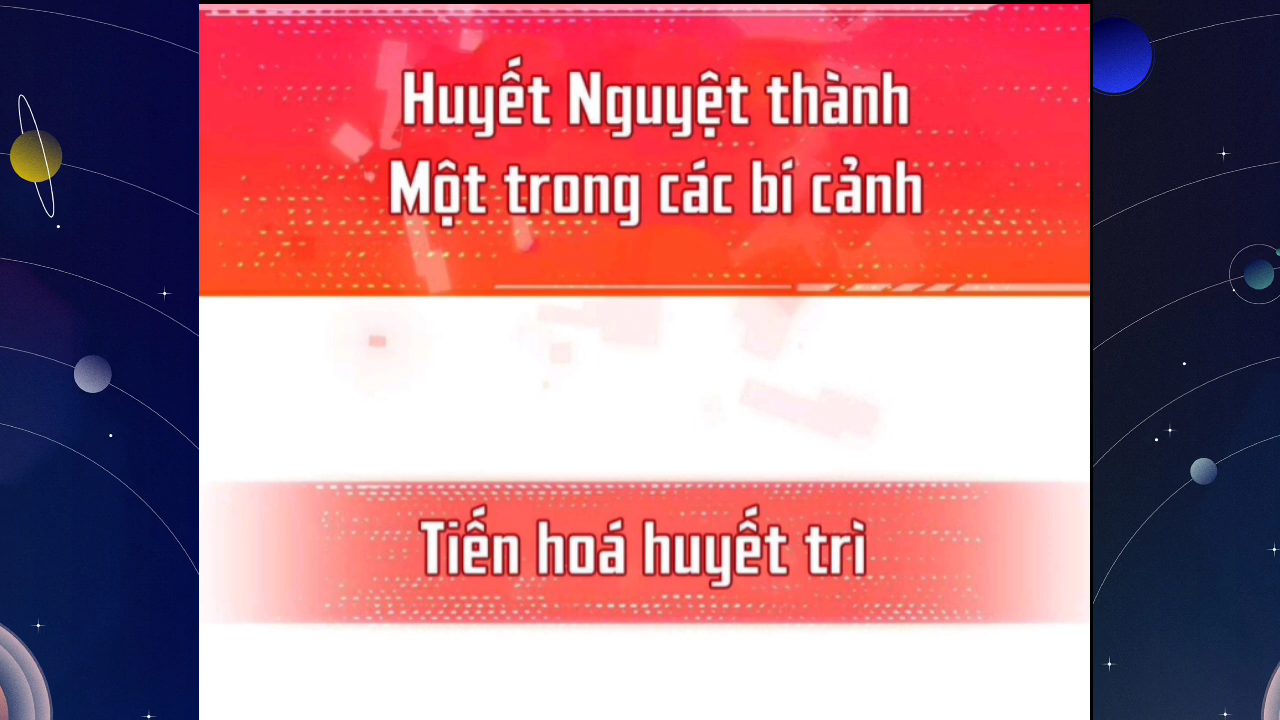 Huyết Nguyệt thành
Một trong các bí cảnh
Tiến hoá huyết trì